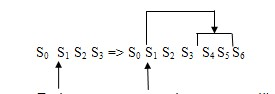 S₀ S₁ S₂ S₃ => S₀ S₁ S₂ S₃ S₄ S₅ S₆